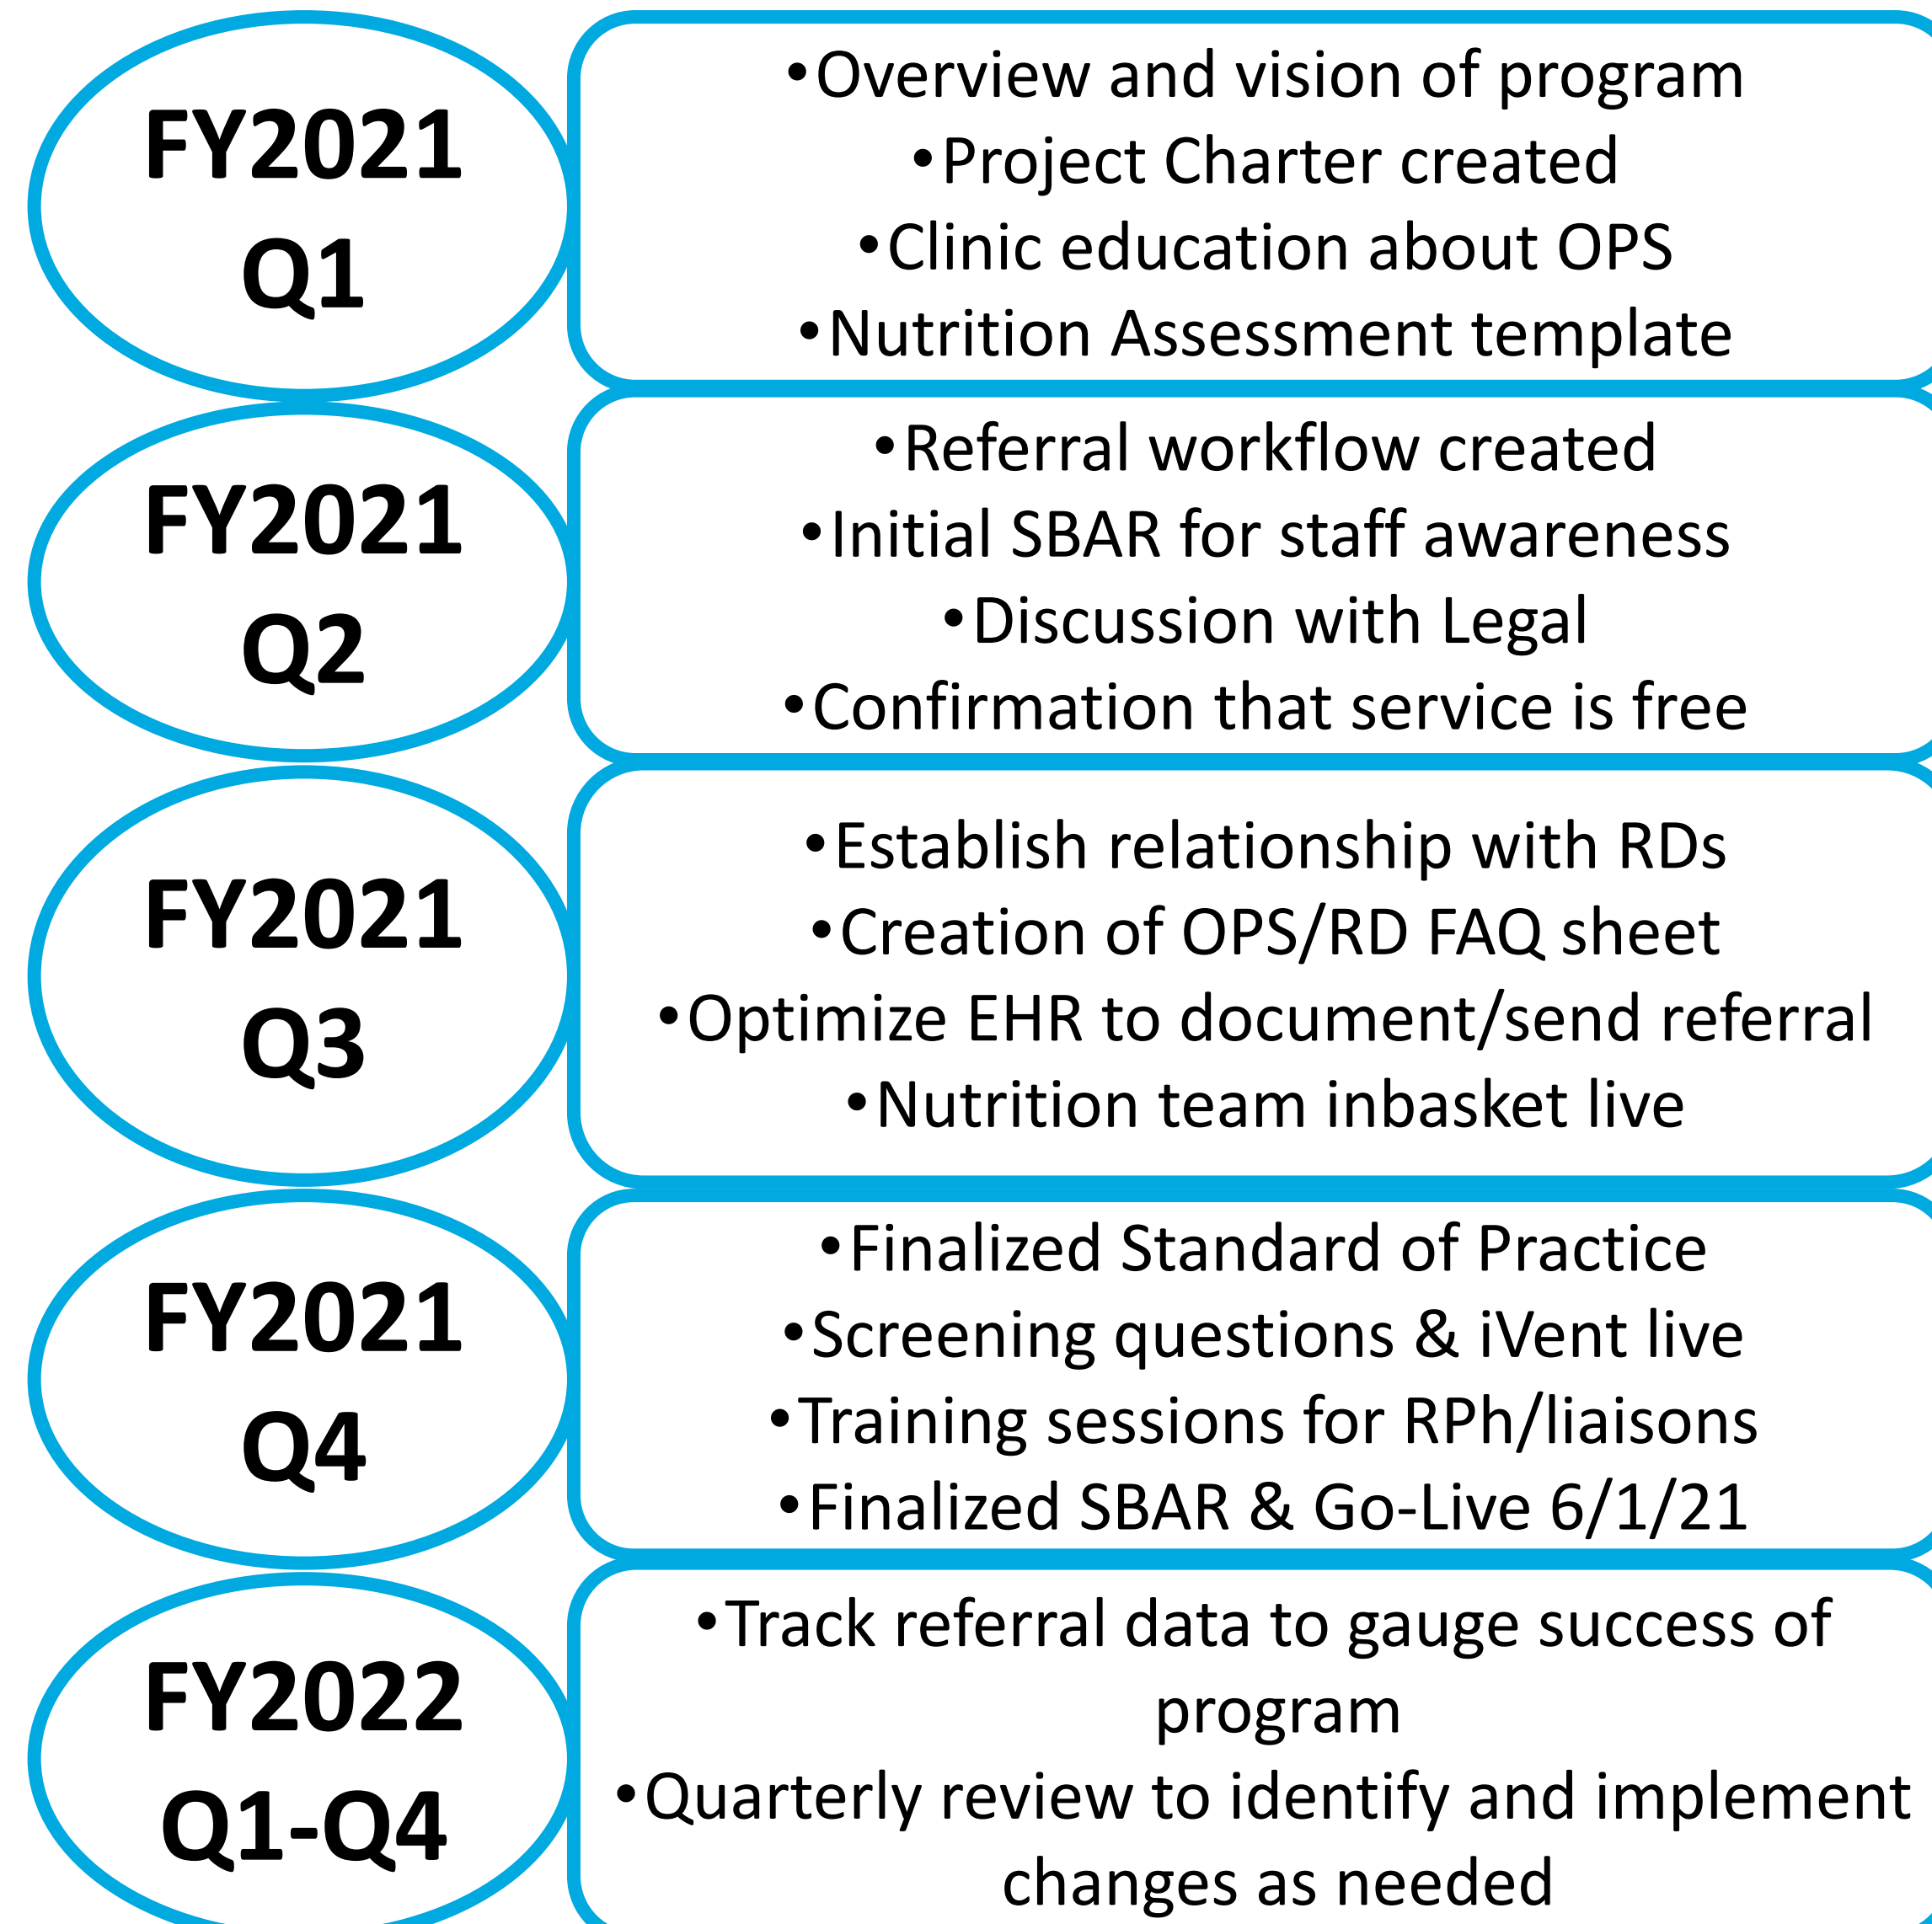 FY2021
Q1
•Overview and vision of program
•Project Charter created
•Clinic education about OPS
•Nutrition Assessment template
FY2021
Q2
•Referral workflow created
•Initial SBAR for staff awareness
•Discussion with Legal
•Confirmation that service is free
FY2021
Q3
•Establish relationship with RDs
•Creation of OPS/RD FAQ sheet
•Optimize EHR to document/send referral
•Nutrition team inbasket live
FY2021
Q4
•Finalized Standard of Practice
•Screening questions & iVent live
•Training sessions for RPh/liaisons
•Finalized SBAR & Go-Live 6/1/21
FY2022
Q1-Q4
•Track referral data to gauge success of
program
•Quarterly review to identify and implement
changes as needed